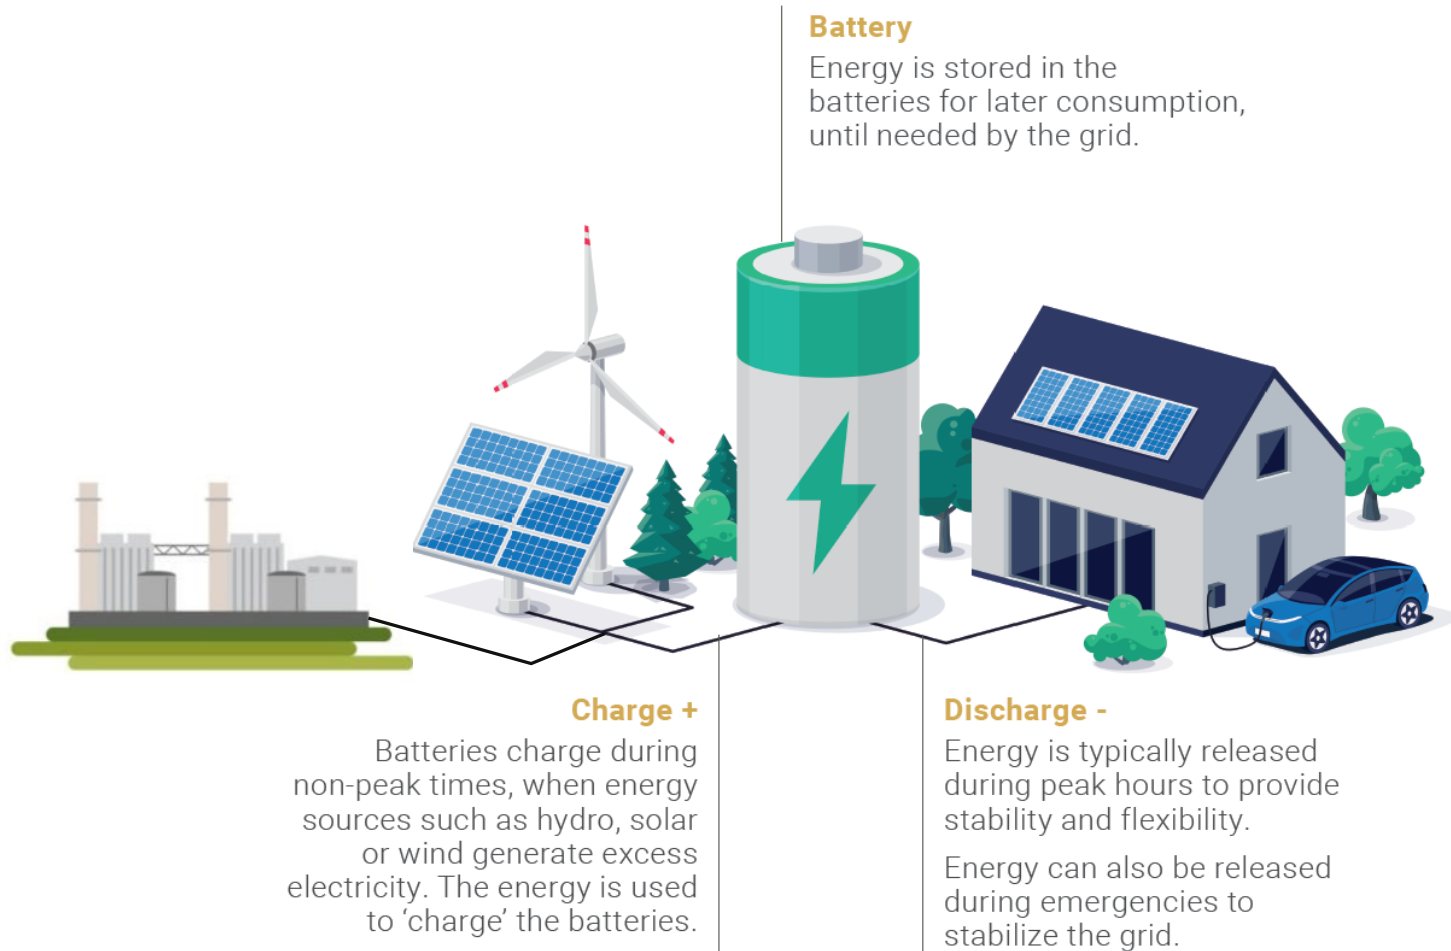 Battery
Energy is stored in the
batteries for later consumption,
until needed by the grid.
Charge +
Batteries charge during
non-peak times, when energy
sources such as hydro, solar
or wind generate excess
electricity. The energy is used
to ‘charge’ the batteries.
Discharge -
Energy is typically released
during peak hours to provide
stability and flexibility.
Energy can also be released
during emergencies to
stabilize the grid.